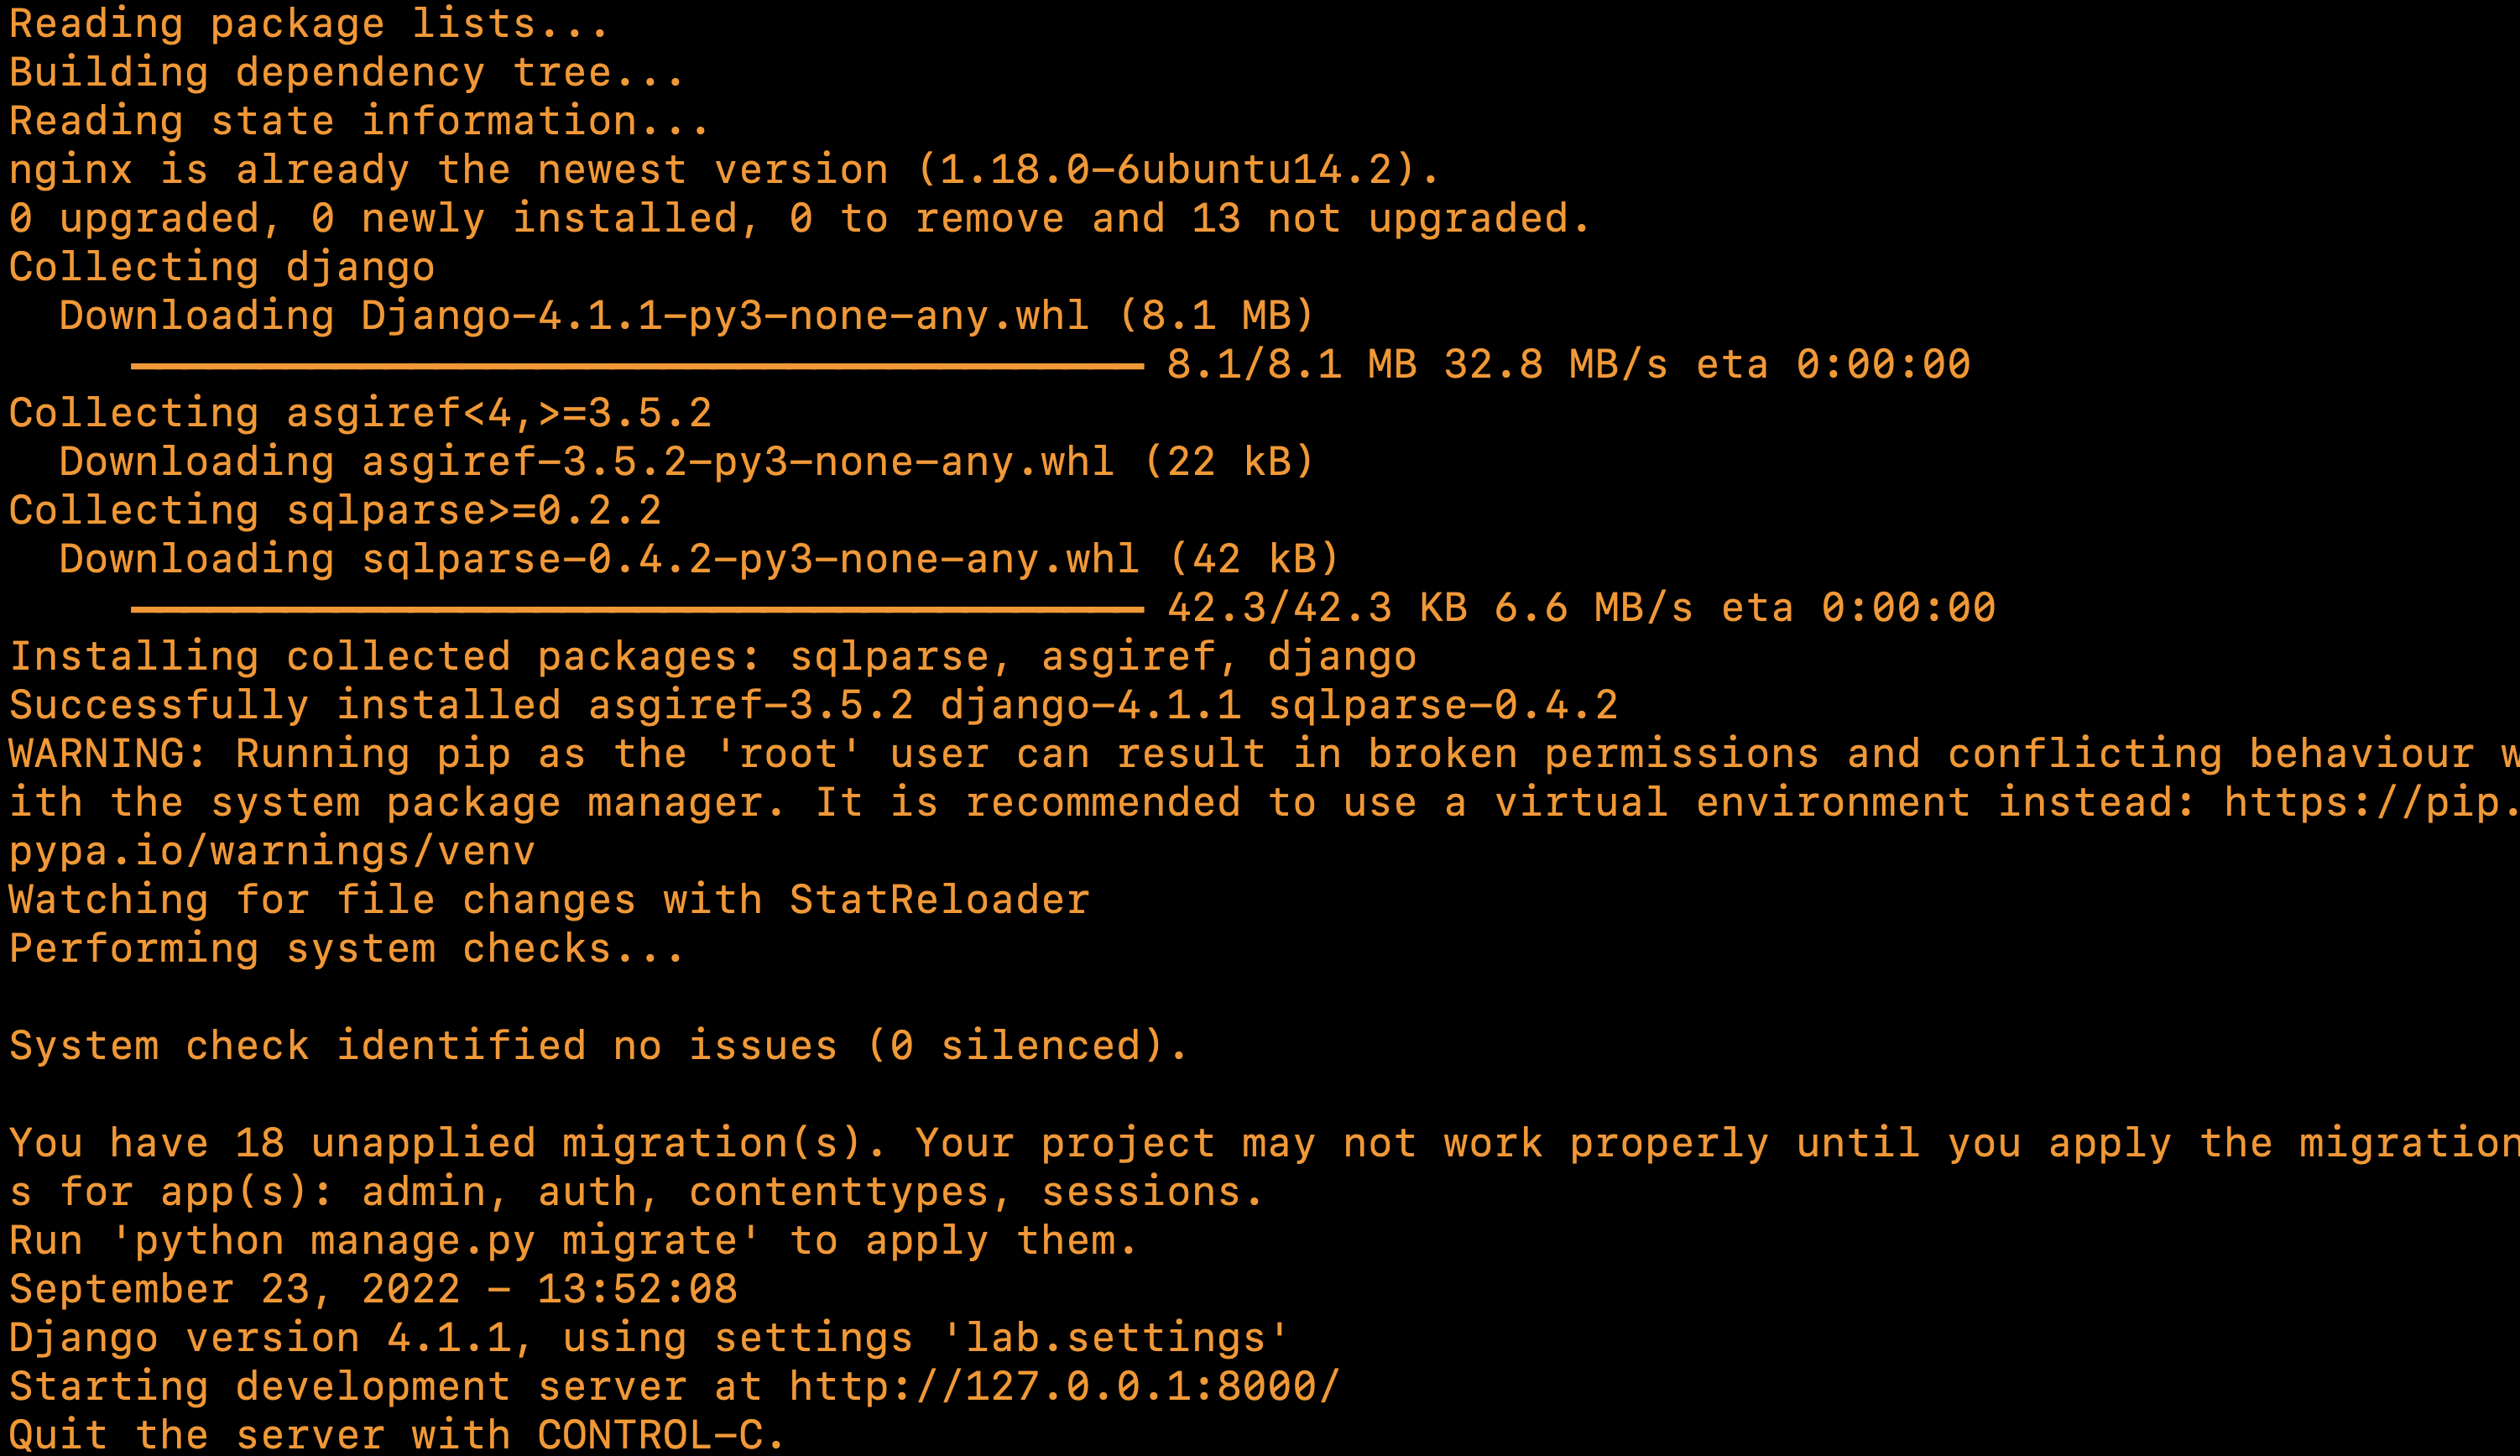 Reading package lists...
Building dependency tree...
Reading state information...
nginx is already the newest version (1.18.0-6ubuntu14.2).
0 upgraded, 0 newly installed, 0 to remove and 13 not upgraded.
Collecting django
  Downloading Django-4.1.1-py3-none-any.whl (8.1 MB)
8.1/8.1 MB 32.8 MB/s eta 0:00:00
Collecting asgiref<4,>=3.5.2
  Downloading asgiref-3.5.2-py3-none-any.whl (22 kB)
Collecting sqlparse>=0.2.2
  Downloading sqlparse-0.4.2-py3-none-any.whl (42 kB)
42.3/42.3 KB 6.6 MB/s eta 0:00:00
Installing collected packages: sqlparse, asgiref, django
Successfully installed asgiref-3.5.2 django-4.1.1 sqlparse-0.4.2
WARNING: Running pip as the 'root' user can result in broken permissions and conflicting behaviour w
ith the system package manager. It is recommended to use a virtual environment instead: https://pip.
pypa.io/warnings/venv
Watching for file changes with StatReloader
Performing system checks...
System check identified no issues (0 silenced).
You have 18 unapplied migration(s). Your project may not work properly until you apply the migration
s for app(s): admin, auth, contenttypes, sessions.
Run 'python manage.py migrate' to apply them.
September 23, 2022 - 13:52:08
Django version 4.1.1, using settings 'lab.settings'
Starting development server at http://127.0.0.1:8000/
Quit the server with CONTROL-C.